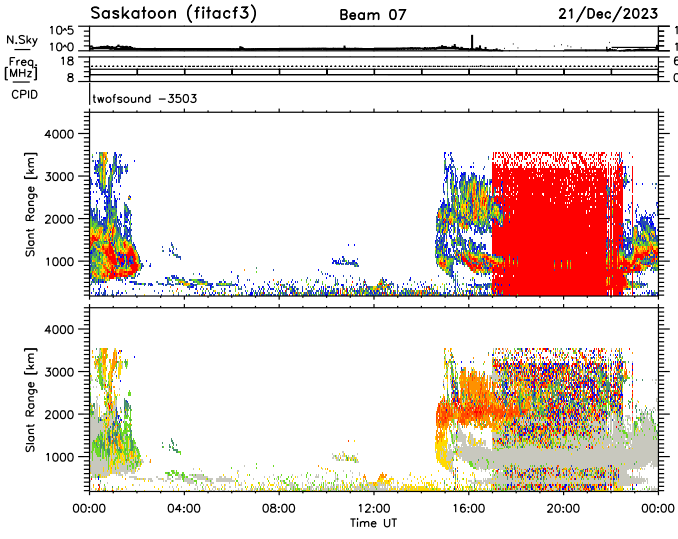 Saskatoon (fitacf3) Beam 07 21/Dec/2023
10^5
N.Sky 10^0
Freq. 18 6
[MHz] 8 0
CPID
twofsound -3503
4000
3000
Slant Range [km]
2000
1000
4000
3000
Slant Range [km]
2000
1000
00:00 04:00 08:00 12:00 16:00 20:00 00:00
Time UT